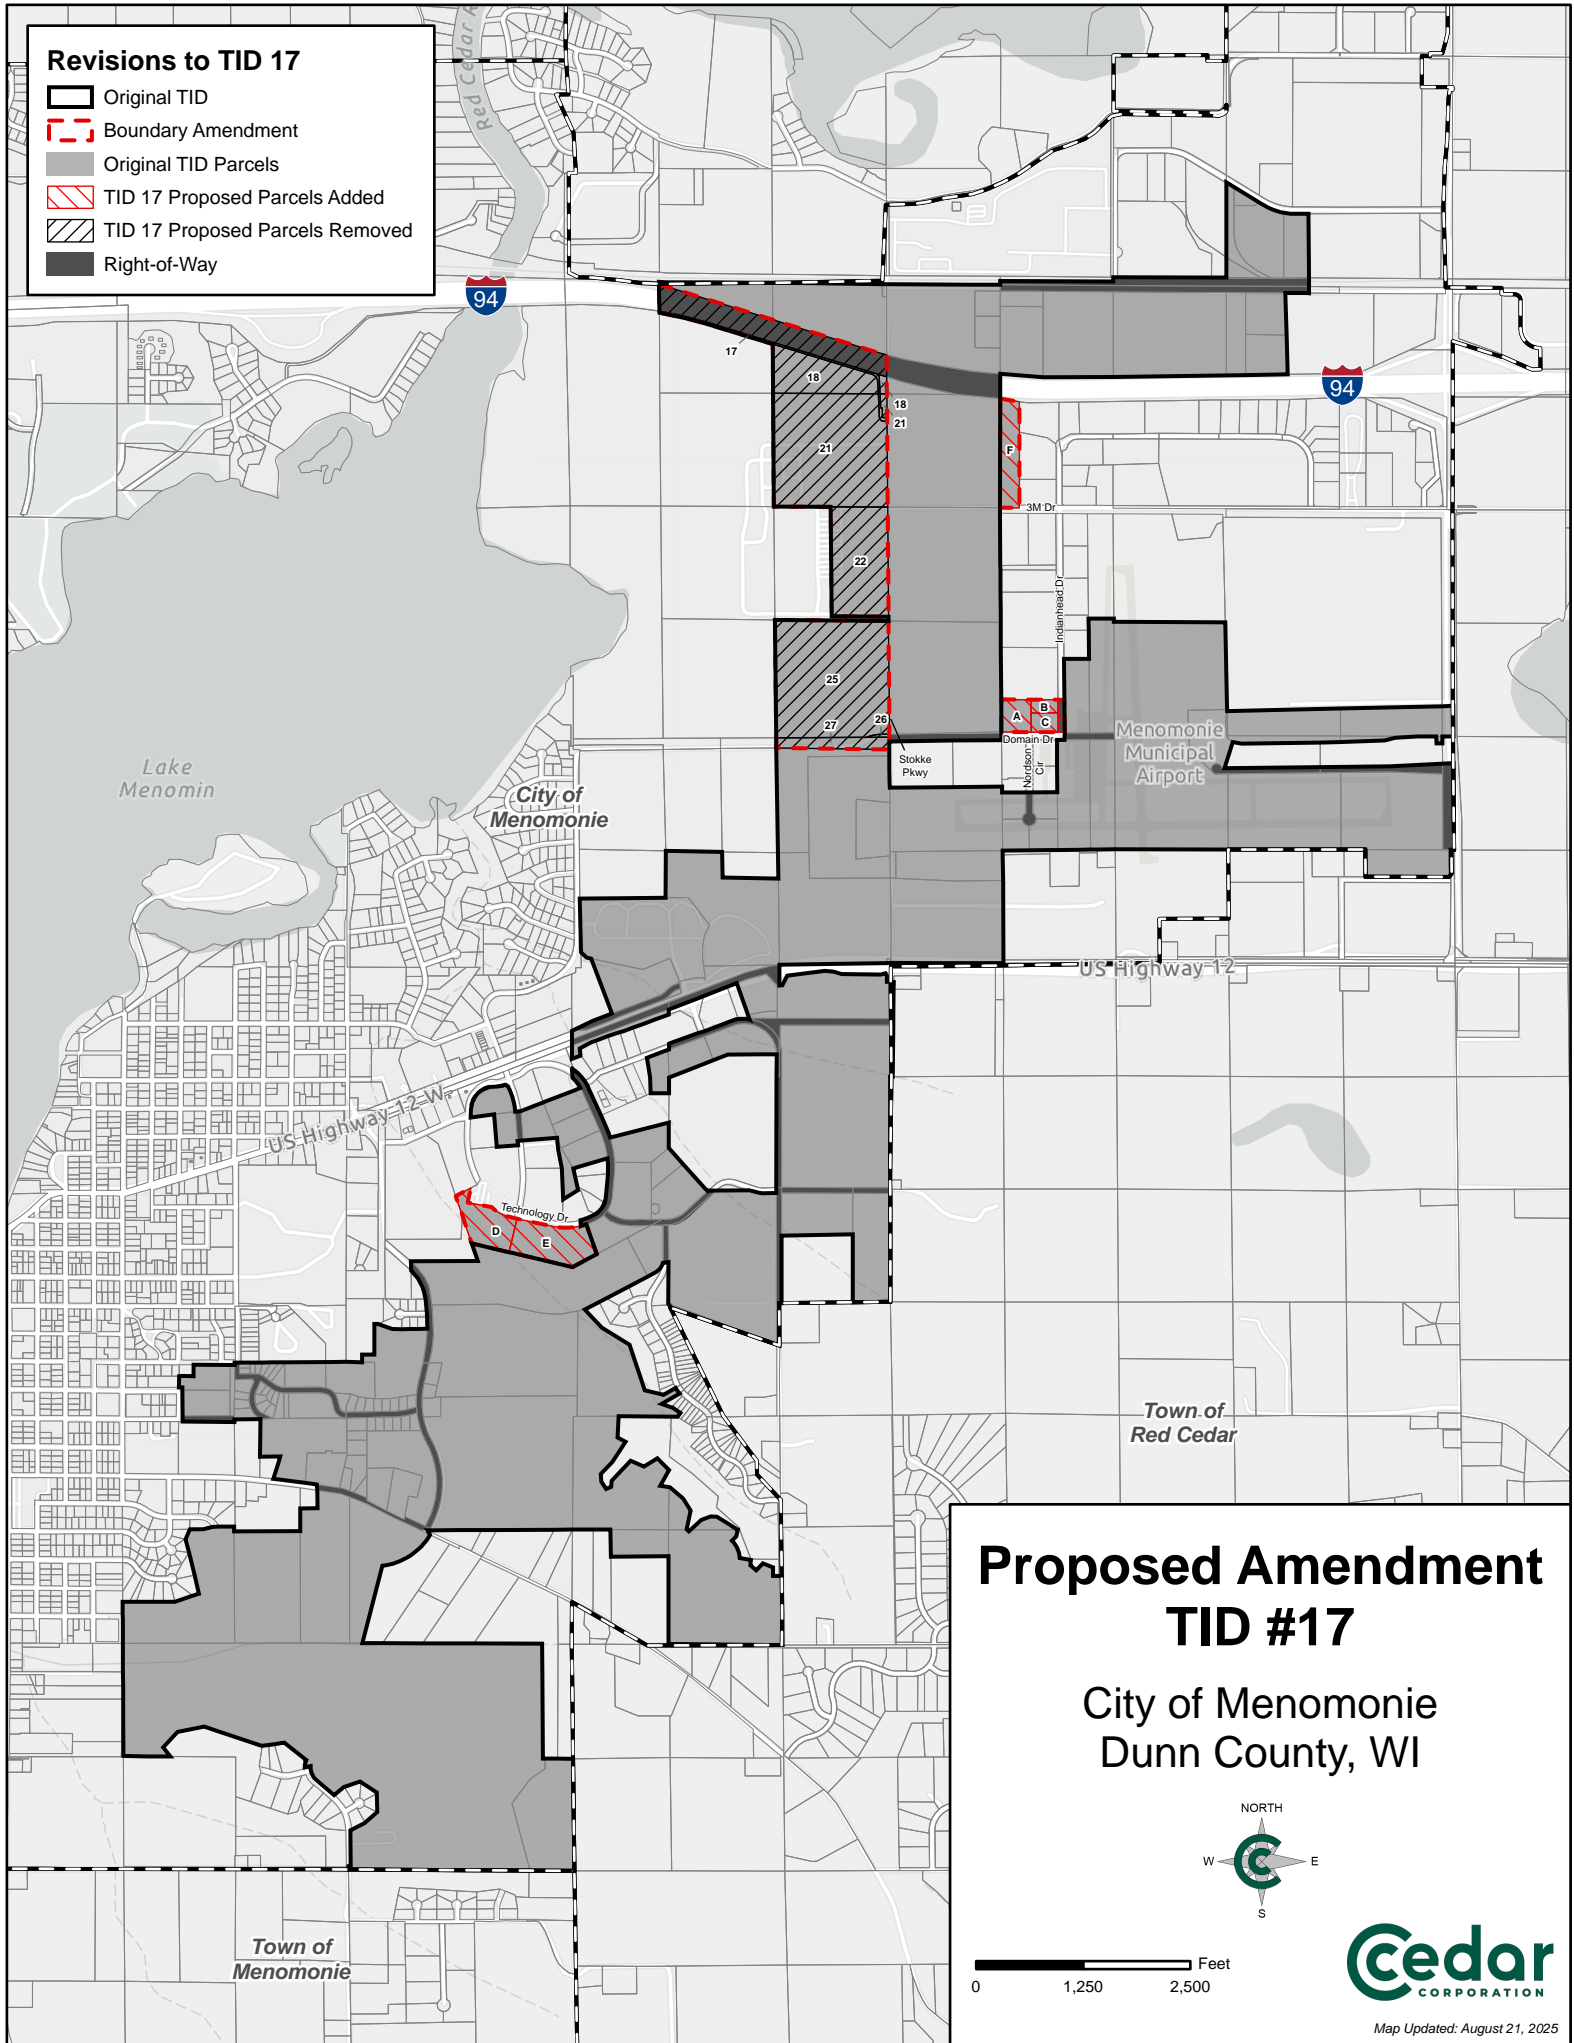 Revisions to TID 17
Original TID
Boundary Amendment
Original TID Parcels
TID 17 Proposed Parcels Added
TID 17 Proposed Parcels Removed
Right-of-Way
Red Cedar R
94
94
17
18
18
21
21
F
3M Dr
22
Indianhead Dr
25
26
27
A
B
C
Domain Dr
Stokke
Pkwy
Nordson
Cir
Menomonie
Municipal
Airport
Lake
Menomin
City of
Menomonie
US Highway 12
US Highway 12 W
Technology Dr
D
E
Town of
Red Cedar
Town of
Menomonie
Proposed Amendment
TID #17
City of Menomonie
Dunn County, WI
NORTH
W
E
S
Feet
0
1,250
2,500
cedar
CORPORATION
Map Updated: August 21, 2025